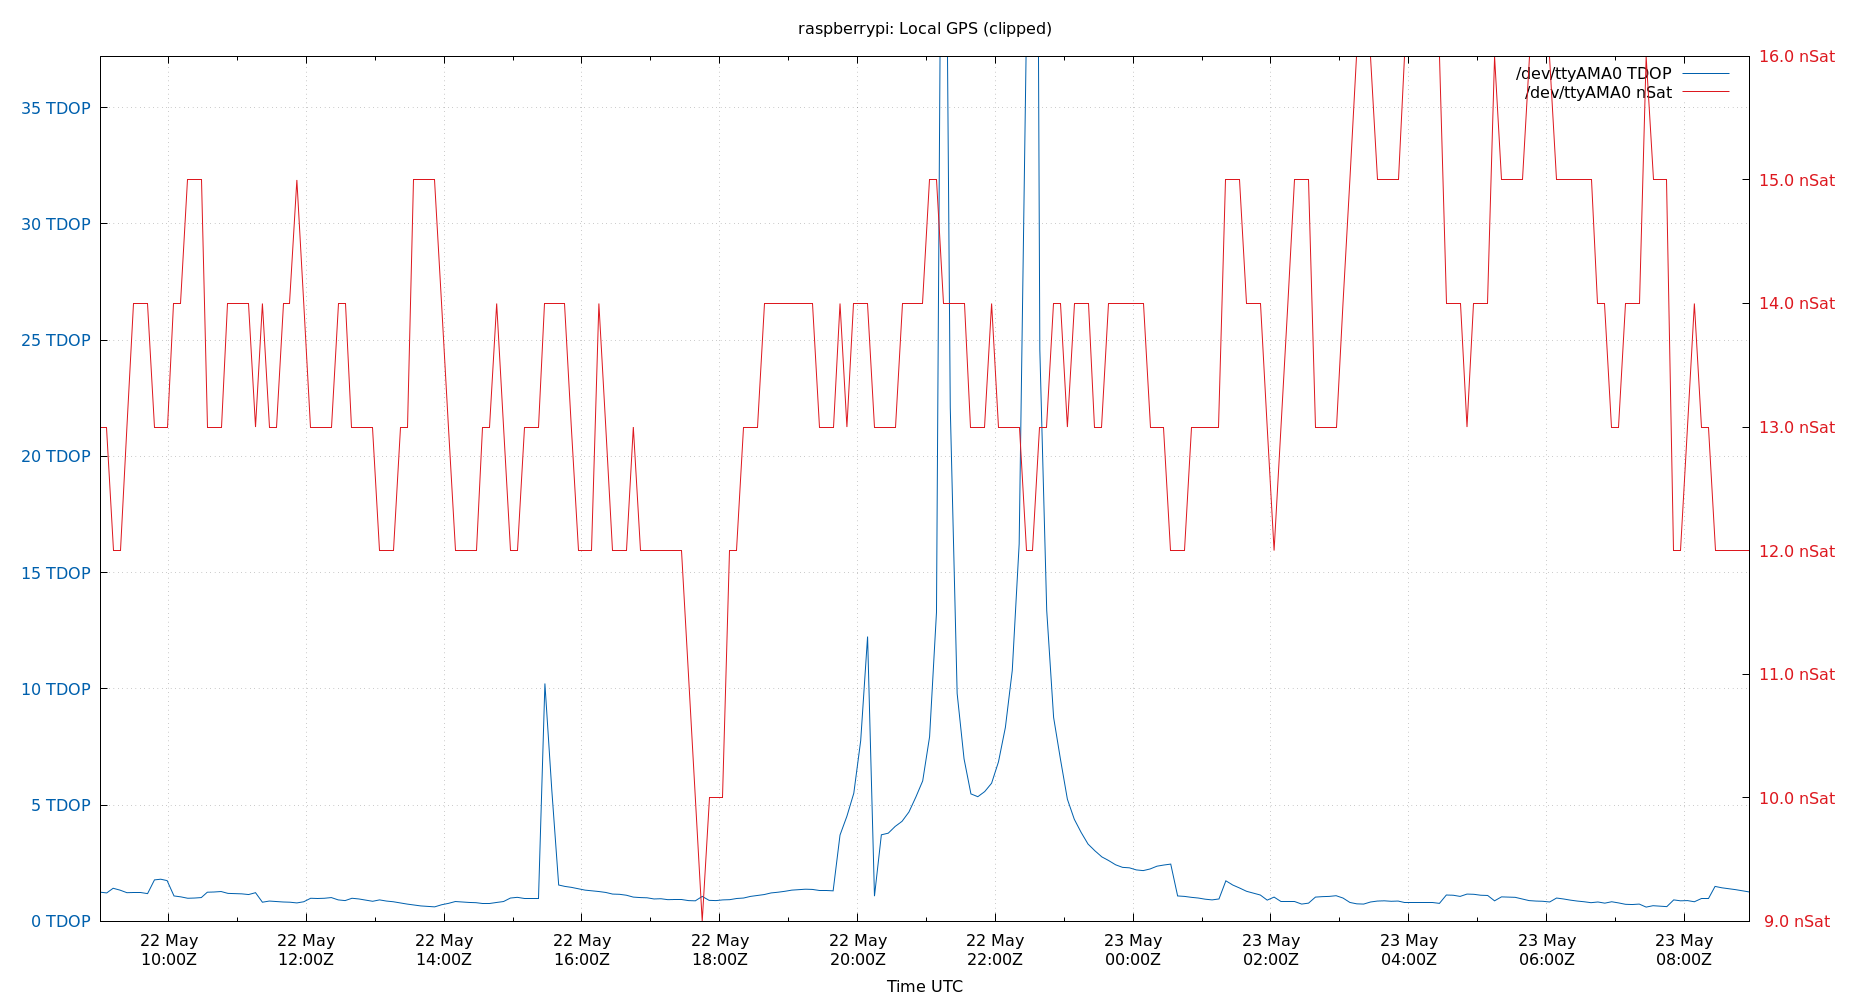 raspberrypi: Local GPS (clipped)
/dev/ttyAMA0 TDOP
/dev/ttyAMA0 nSat
35 TDOP
30 TDOP
25 TDOP
20 TDOP
15 TDOP
10 TDOP
5 TDOP
0 TDOP
16.0 nSat
15.0 nSat
14.0 nSat
13.0 nSat
12.0 nSat
11.0 nSat
10.0 nSat
9.0 nSat
22 May 22 May 22 May 22 May 22 May 22 May 22 May 23 May 23 May 23 May 23 May 23 May
10:00Z 12:00Z 14:00Z 16:00Z 18:00Z 20:00Z 22:00Z 00:00Z 02:00Z 04:00Z 06:00Z 08:00Z
Time UTC